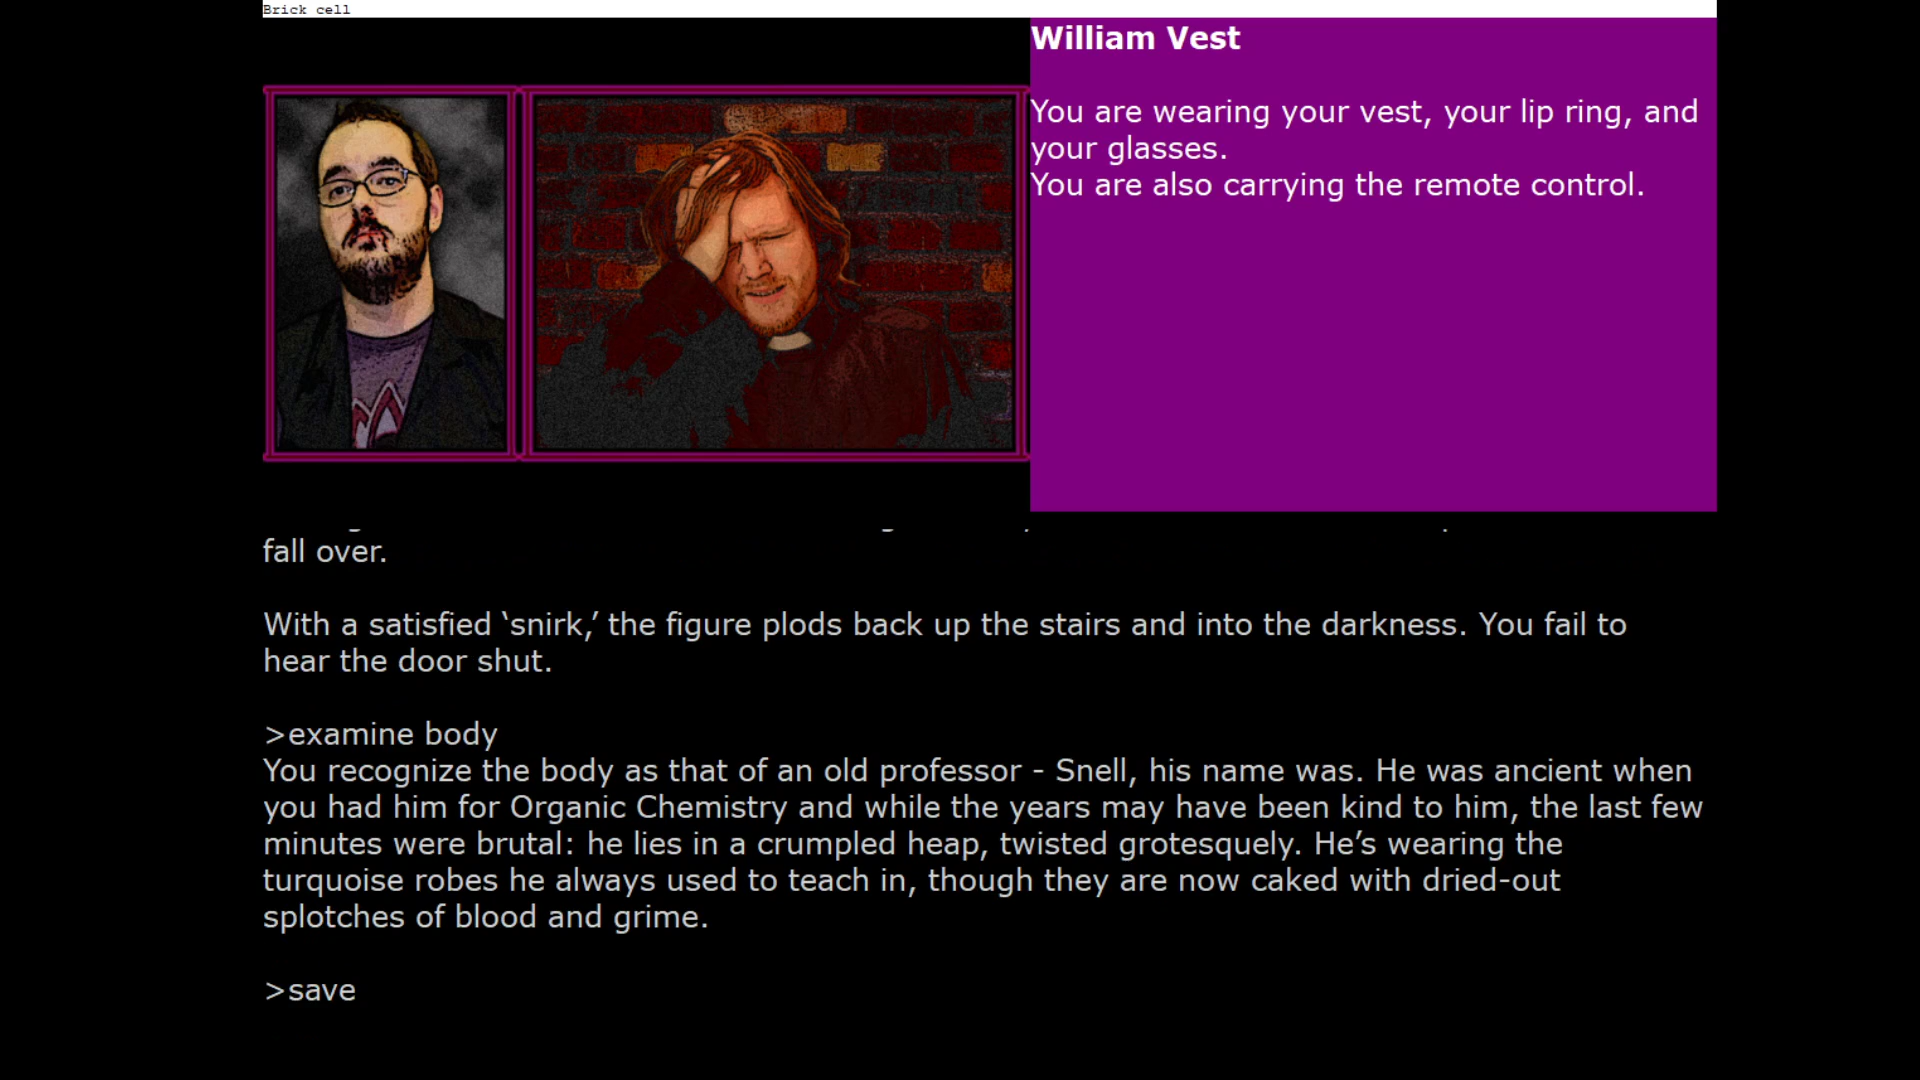 Brick cell
William Vest
You are wearing your vest, your lip ring, and
your glasses.
You are also carrying the remote control.
fall over.
With a satisfied ‘snirk,’ the figure plods back up the stairs and into the darkness. You fail to
hear the door shut.
>examine body
You recognize the body as that of an old professor - Snell, his name was. He was ancient when
you had him for Organic Chemistry and while the years may have been kind to him, the last few
minutes were brutal: he lies in a crumpled heap, twisted grotesquely. He’s wearing the
turquoise robes he always used to teach in, though they are now caked with dried-out
splotches of blood and grime.
>save